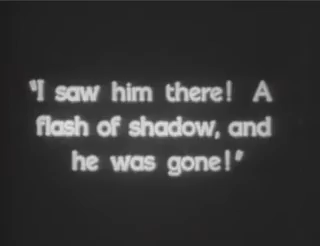 "I saw him there! A
flash of shadow, and
he was gone!"